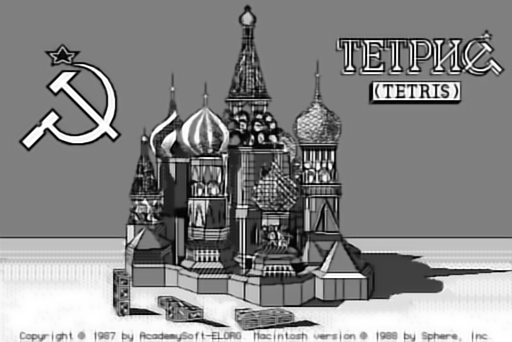 ТЕТРИС
(TETRIS)
Copyright © 1987 by AcademySoft-ELORG. Macintosh version © 1988 by Sphere, Inc.